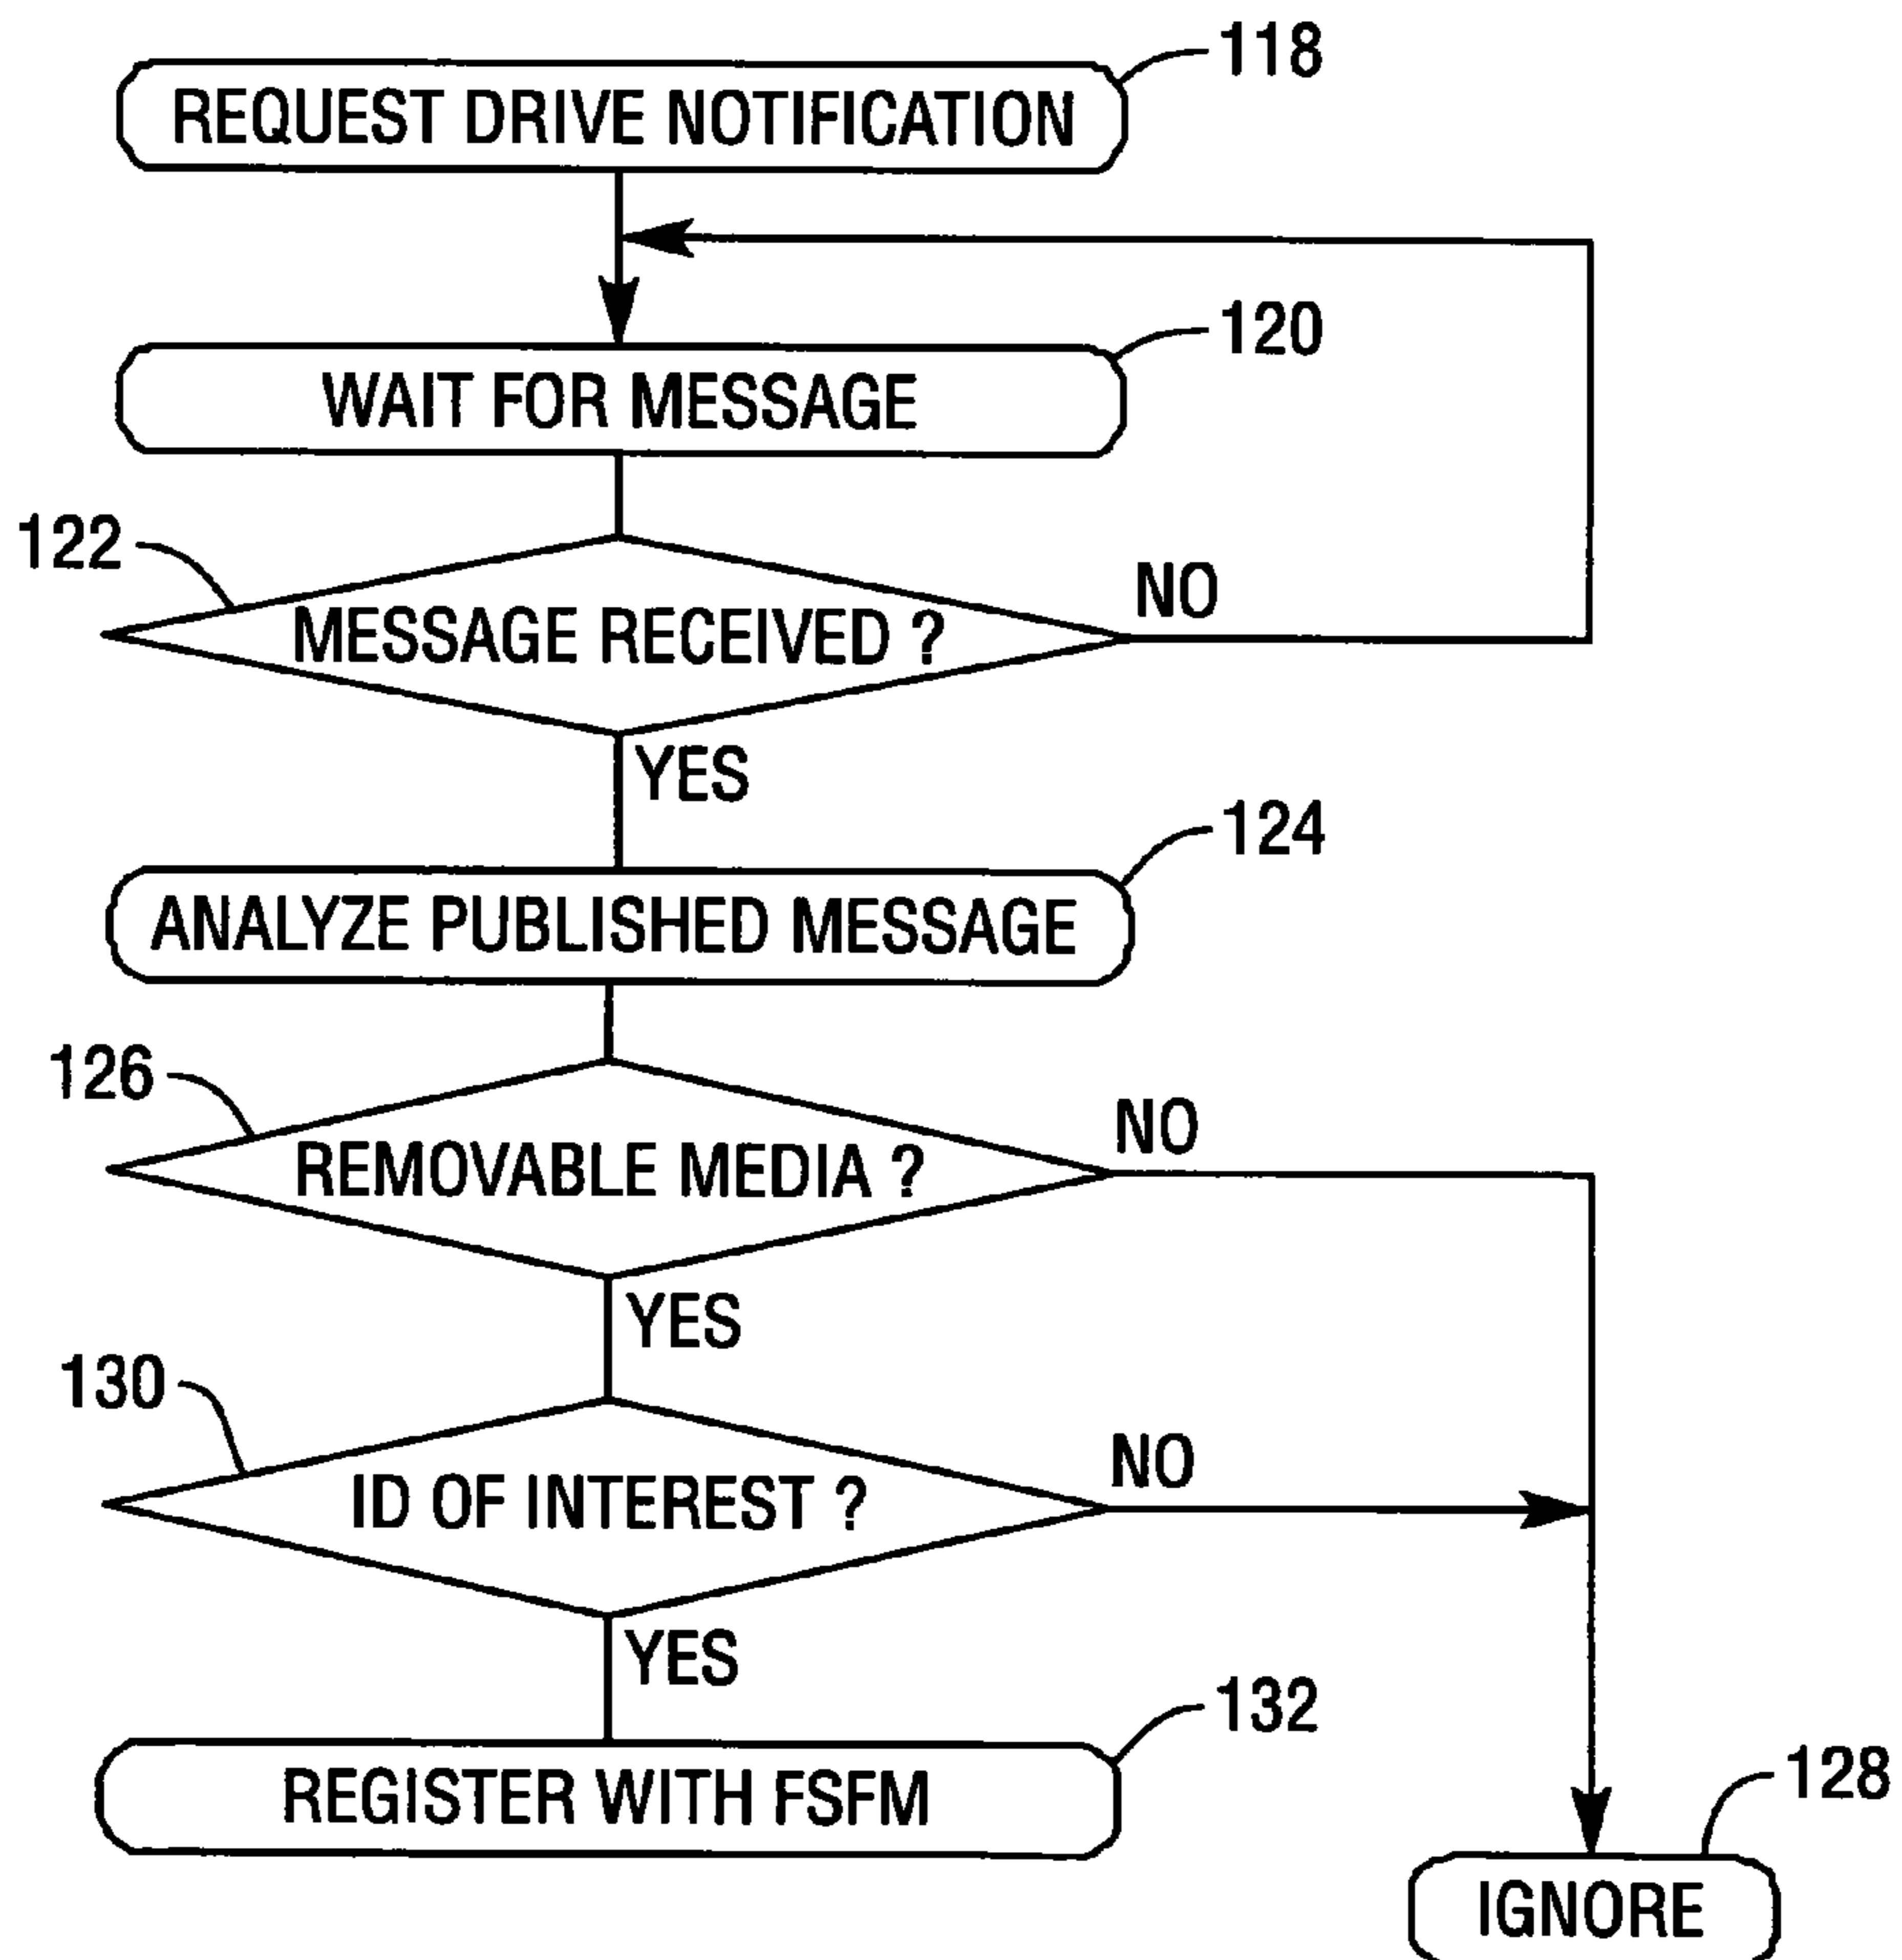 118
REQUEST DRIVE NOTIFICATION
120
WAIT FOR MESSAGE
122
MESSAGE RECEIVED ?
NO
YES
124
ANALYZE PUBLISHED MESSAGE
126
REMOVABLE MEDIA ?
NO
YES
130
ID OF INTEREST ?
NO
YES
132
REGISTER WITH FSFM
128
IGNORE